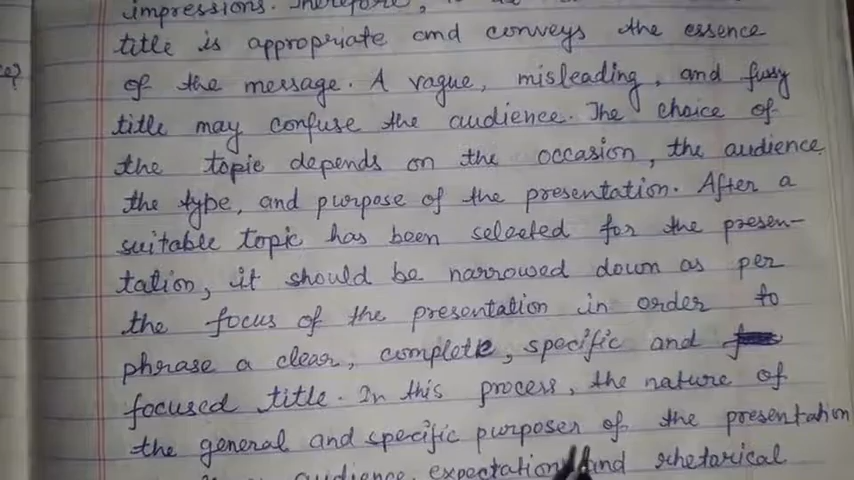 impressions. Therefore,
title is appropriate and conveys the essence
of the message. A vague, misleading, and fussy
title may confuse the audience. The choice of
the topic depends on the occasion, the audience,
the type, and purpose of the presentation. After a
suitable topic has been selected for the presen-
tation, it should be narrowed down as per
the focus of the presentation in order to
phrase a clear, complete, specific and
focused title. In this process, the nature of
the general and specific purposes of the presentation
audience, expectation and rhetorical